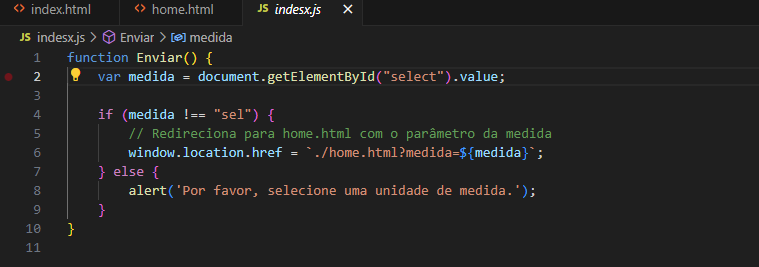 <> index.html <> home.html JS indesx.js ×
JS indesx.js > Enviar > medida
1 function Enviar() {
2 var medida = document.getElementById("select").value;
3
4 if (medida !== "sel") {
5 // Redireciona para home.html com o parâmetro da medida
6 window.location.href = `./home.html?medida=${medida}`;
7 } else {
8 alert('Por favor, selecione uma unidade de medida.');
9 }
10 }
11